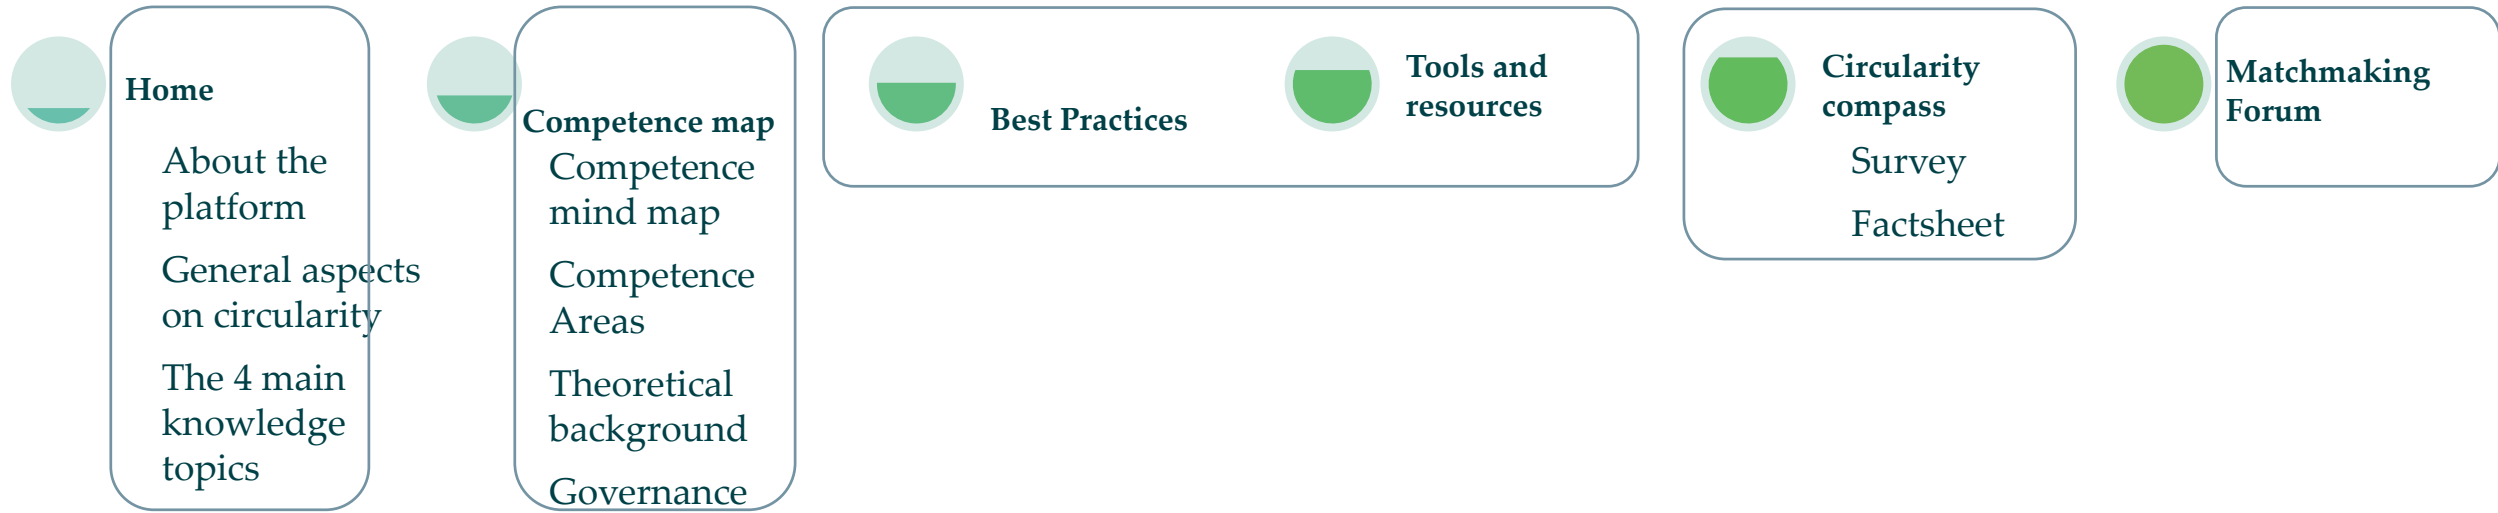 Home
About the
platform
General aspects
on circularity
The 4 main
knowledge
topics
Competence map
Competence
mind map
Competence
Areas
Theoretical
background
Governance
Best Practices
Tools and
resources
Circularity
compass
Survey
Factsheet
Matchmaking
Forum